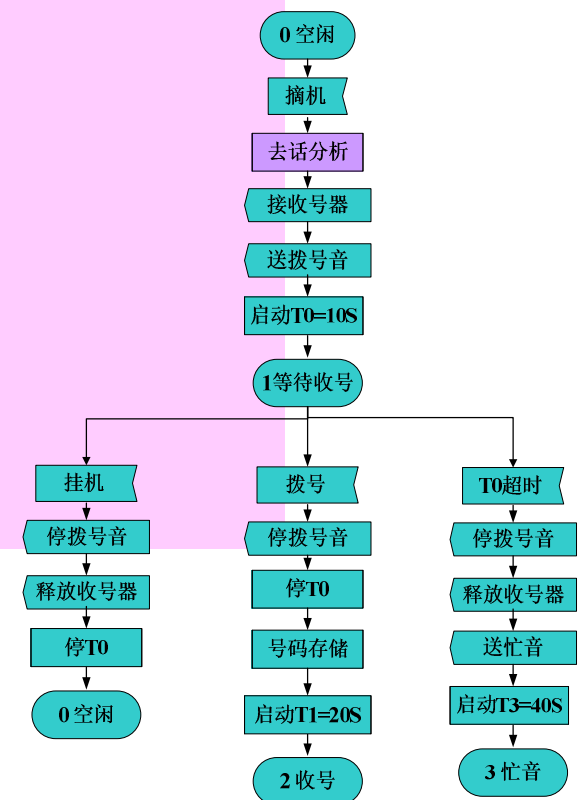 0 空闲
摘机
去话分析
接收号器
送拨号音
启动T0=10S
1等待收号
挂机
停拨号音
释放收号器
停T0
0 空闲
拨号
停拨号音
停T0
号码存储
启动T1=20S
2 收号
T0超时
停拨号音
释放收号器
送忙音
启动T3=40S
3 忙音